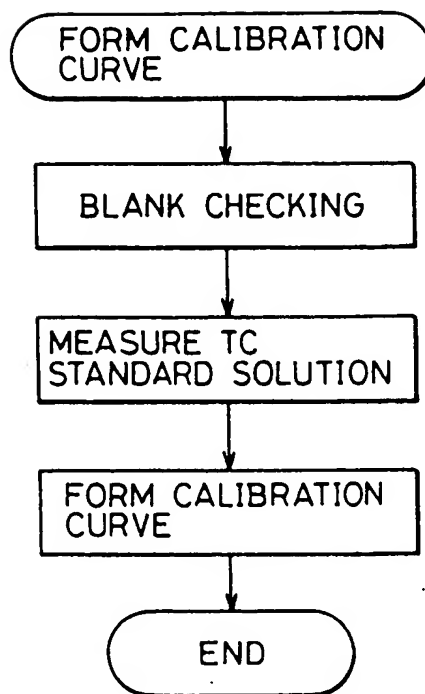 FORM CALIBRATION
CURVE
BLANK CHECKING
MEASURE TC
STANDARD SOLUTION
FORM CALIBRATION
CURVE
END